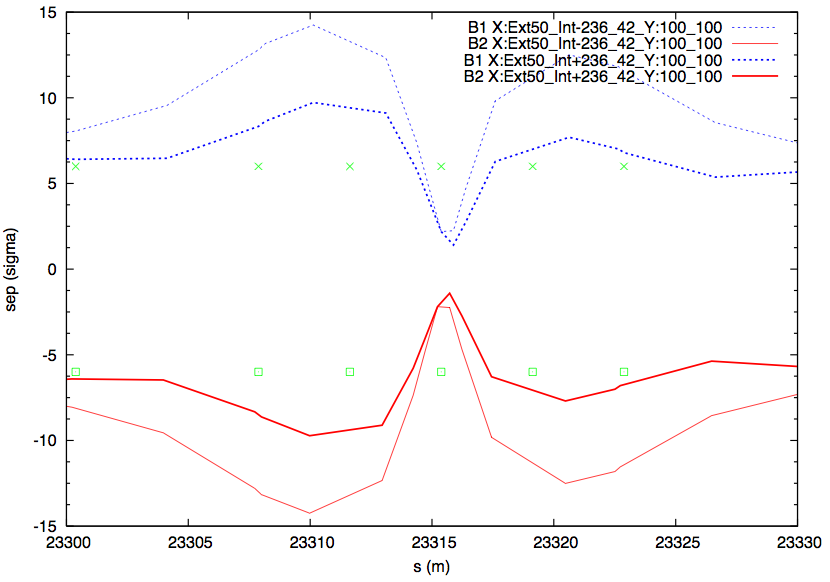 15
10
5
0
-5
-10
-15
sep (sigma)
B1 X:Ext50_Int-236_42_Y:100_100
B2 X:Ext50_Int-236_42_Y:100_100
B1 X:Ext50_Int+236_42_Y:100_100
B2 X:Ext50_Int+236_42_Y:100_100
23300 23305 23310 23315 23320 23325 23330
s (m)